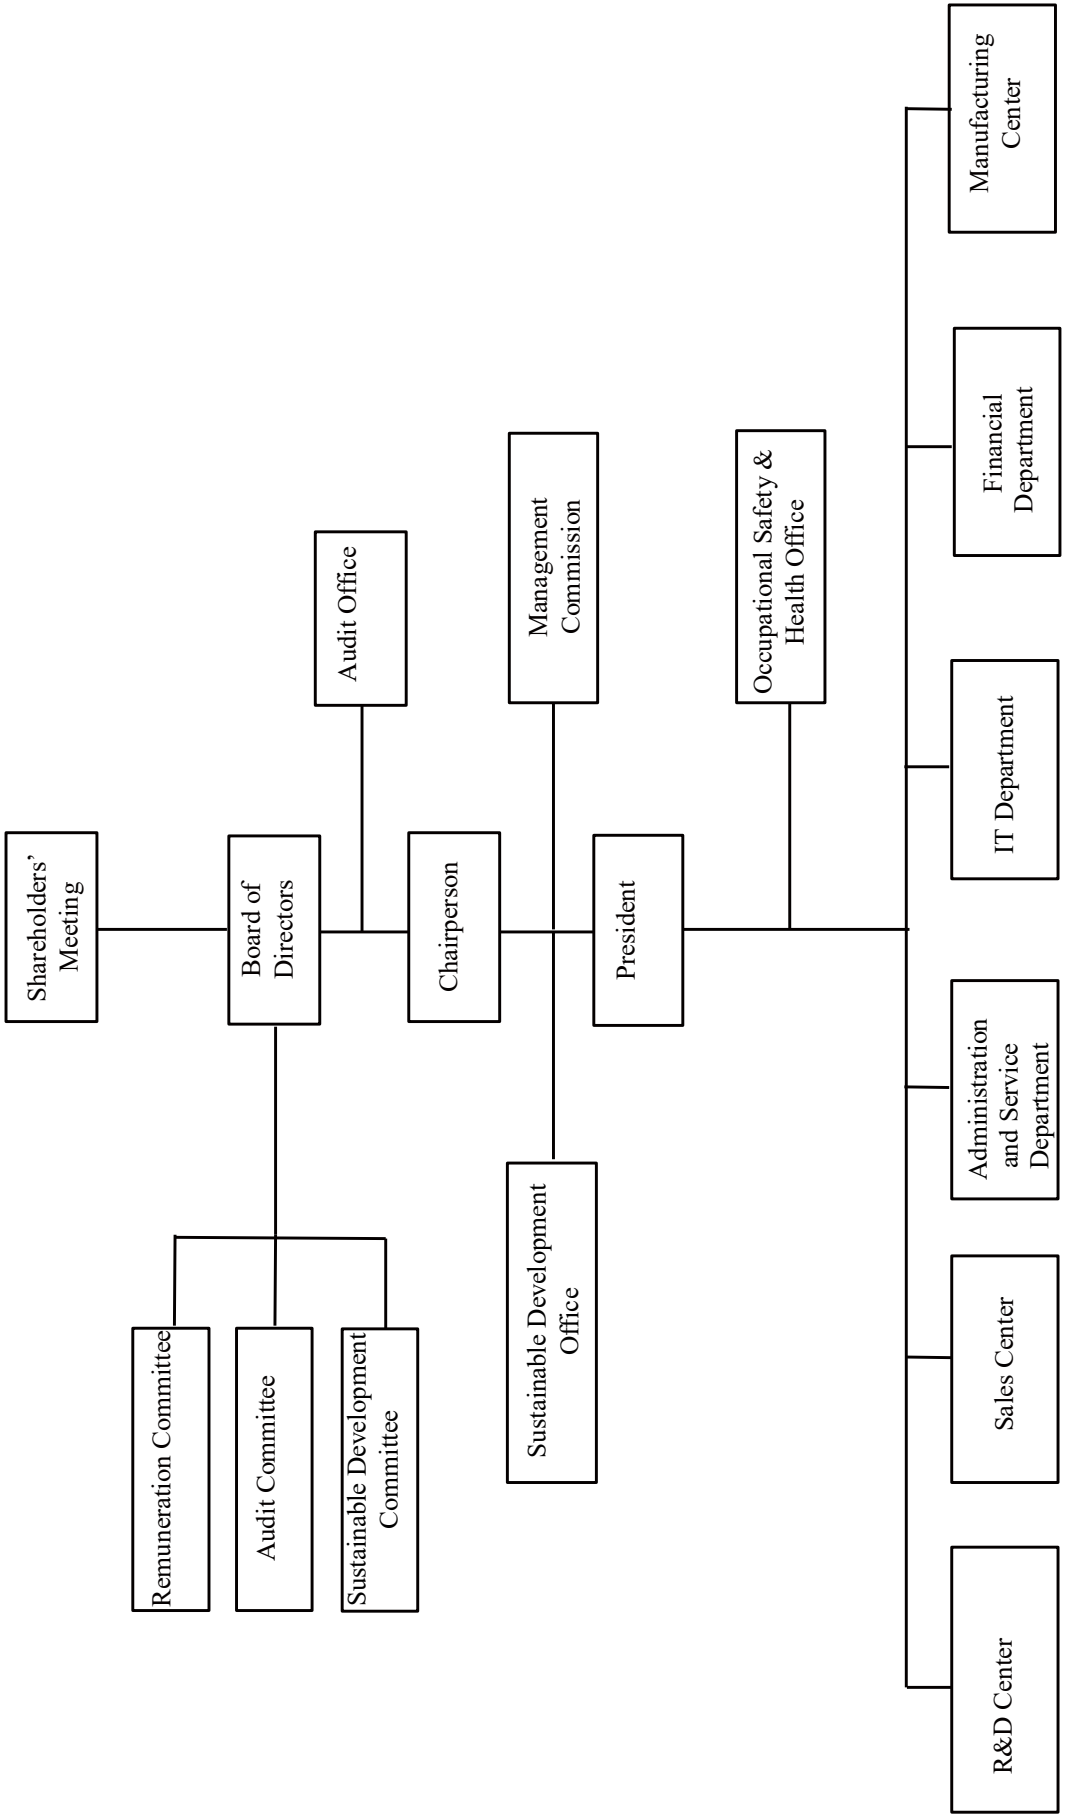 Shareholders’
Meeting
Remuneration Committee
Audit Committee
Sustainable Development
Committee
Board of
Directors
Audit Office
Chairperson
Sustainable Development
Office
Management
Commission
President
Occupational Safety &
Health Office
R&D Center
Sales Center
Administration
and Service
Department
IT Department
Financial
Department
Manufacturing
Center